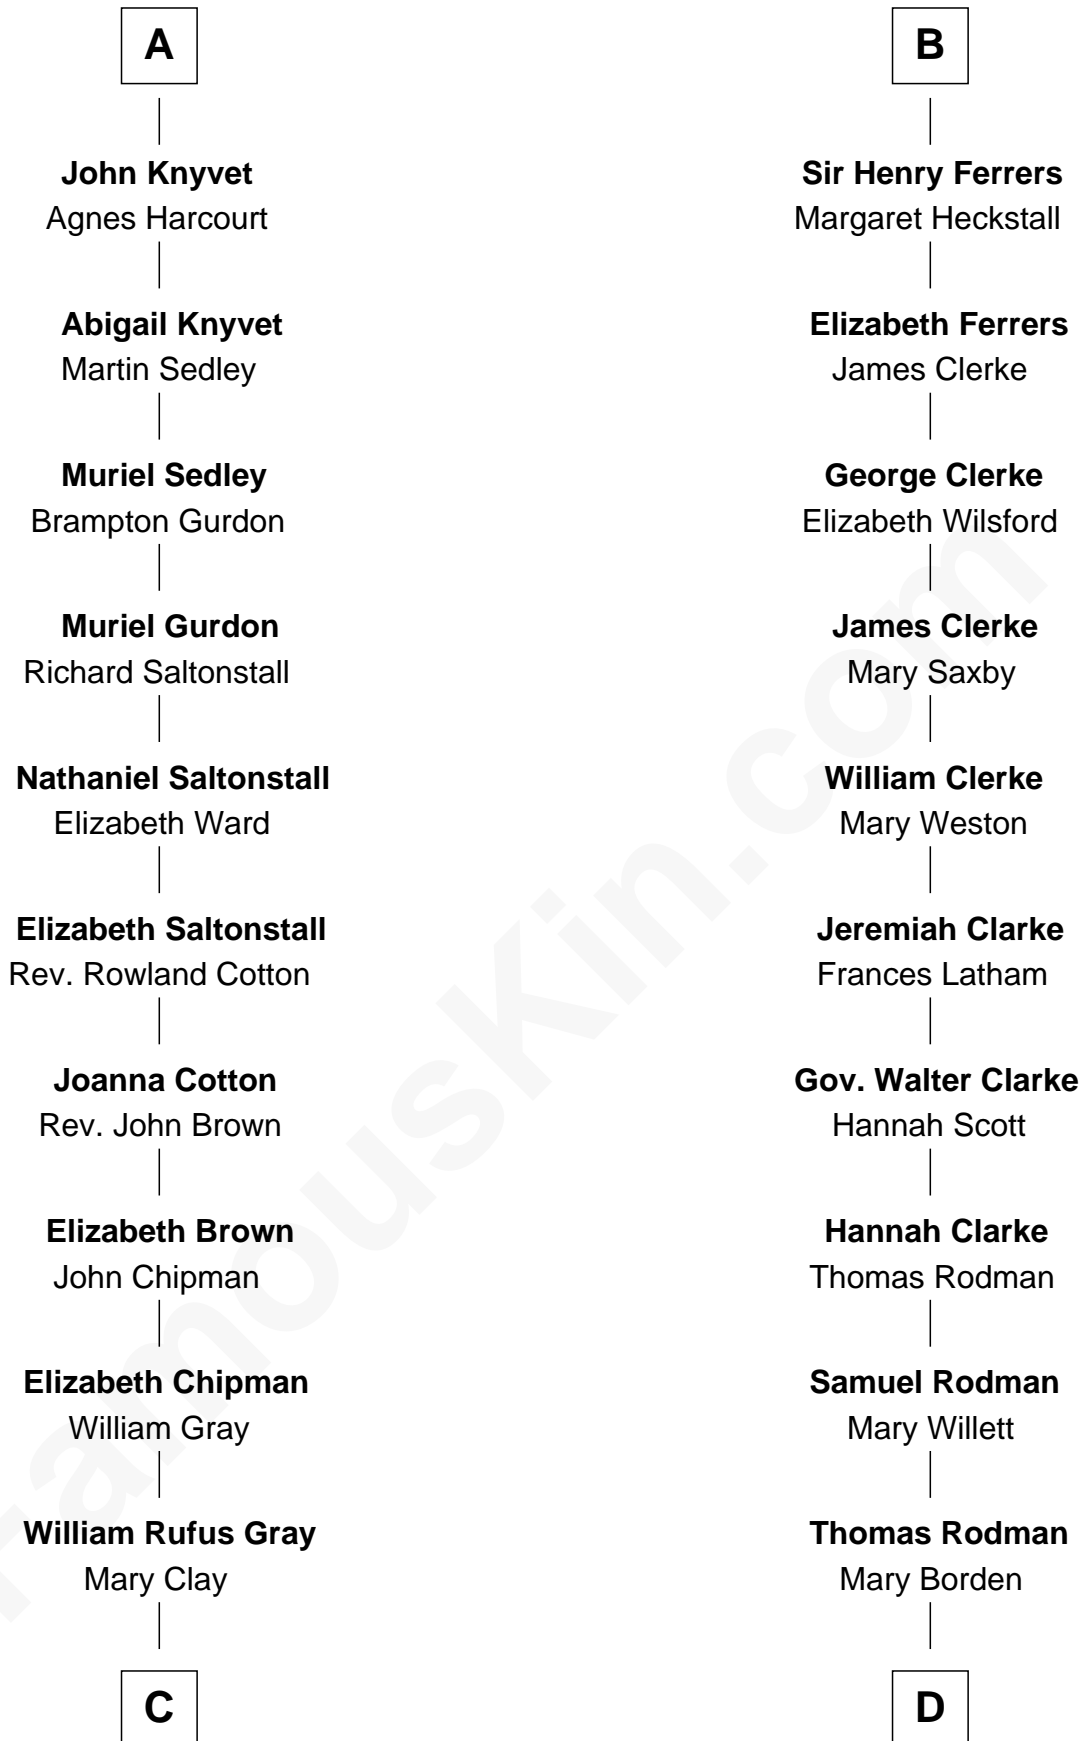 A
John Knyvet
Agnes Harcourt
Abigail Knyvet
Martin Sedley
Muriel Sedley
Brampton Gurdon
Muriel Gurdon
Richard Saltonstall
Nathaniel Saltonstall
Elizabeth Ward
Elizabeth Saltonstall
Rev. Rowland Cotton
Joanna Cotton
Rev. John Brown
Elizabeth Brown
John Chipman
Elizabeth Chipman
William Gray
William Rufus Gray
Mary Clay
C
B
Sir Henry Ferrers
Margaret Heckstall
Elizabeth Ferrers
James Clerke
George Clerke
Elizabeth Wilsford
James Clerke
Mary Saxby
William Clerke
Mary Weston
Jeremiah Clarke
Frances Latham
Gov. Walter Clarke
Hannah Scott
Hannah Clarke
Thomas Rodman
Samuel Rodman
Mary Willett
Thomas Rodman
Mary Borden
D
FamousKin.com